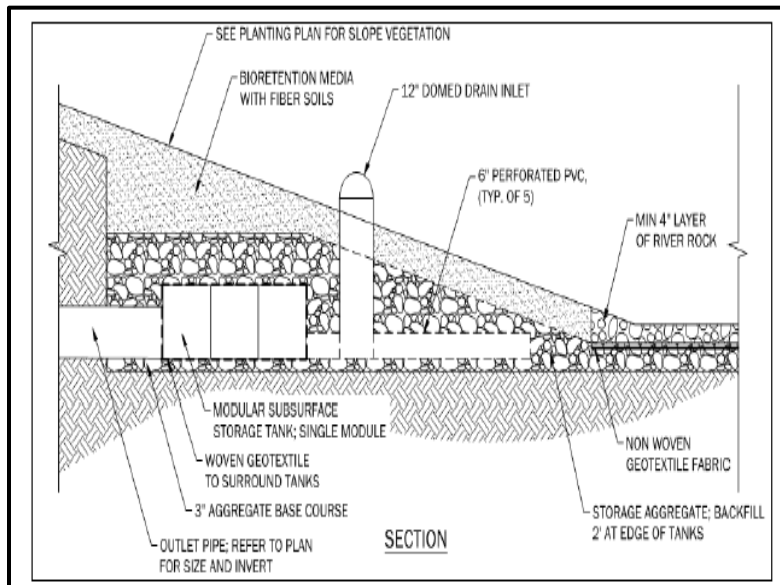 SEE PLANTING PLAN FOR SLOPE VEGETATION
BIORETENTION MEDIA
WITH FIBER SOILS
12" DOMED DRAIN INLET
6" PERFORATED PVC,
(TYP. OF 5)
MIN 4" LAYER
OF RIVER ROCK
MODULAR SUBSURFACE
STORAGE TANK; SINGLE MODULE
WOVEN GEOTEXTILE
TO SURROUND TANKS
3" AGGREGATE BASE COURSE
OUTLET PIPE; REFER TO PLAN
FOR SIZE AND INVERT
NON WOVEN
GEOTEXTILE FABRIC
STORAGE AGGREGATE; BACKFILL
2' AT EDGE OF TANKS
SECTION